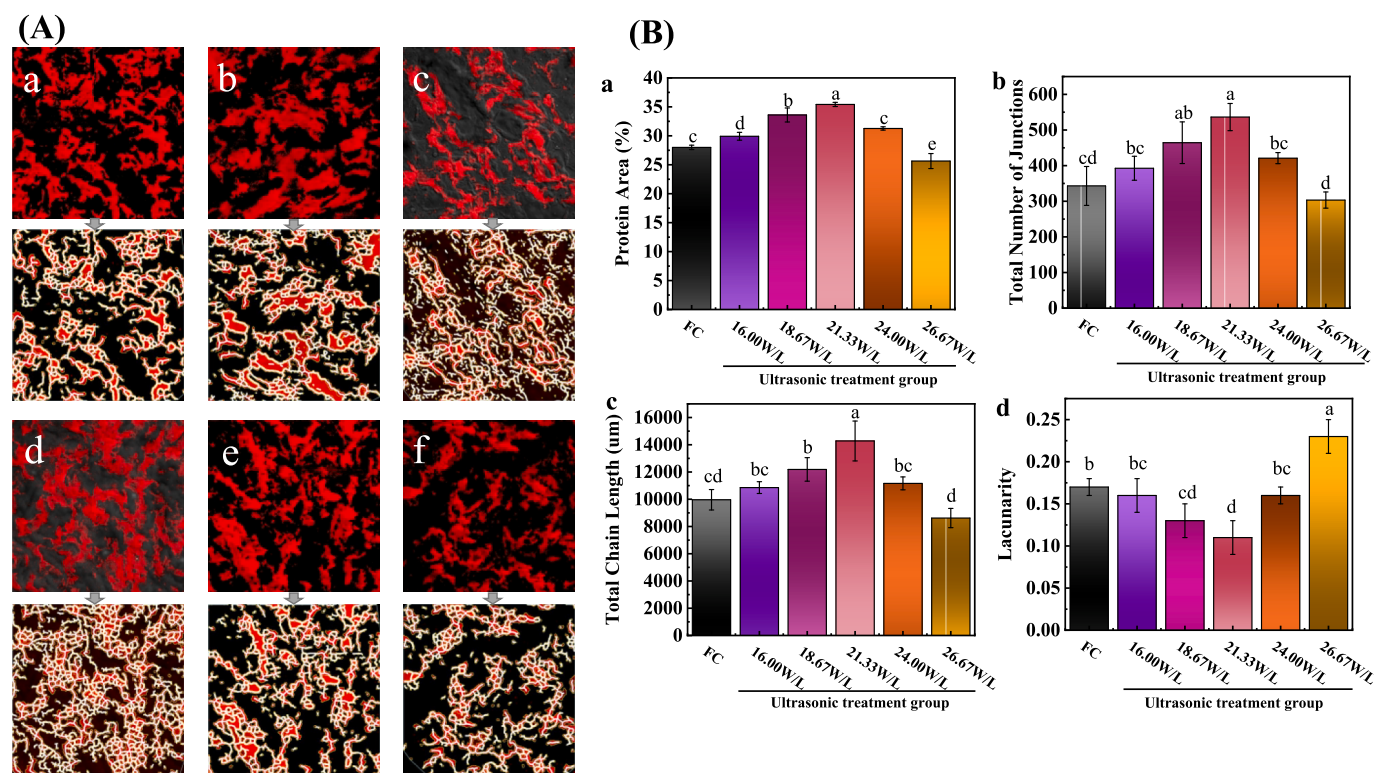 (A)
a
b
c
d
e
f
(B)
a
Protein Area (%)
40
35
30
25
20
15
10
5
0
c
d
b
a
c
e
FC
16.00W/L
18.67W/L
21.33W/L
24.00W/L
26.67W/L
Ultrasonic treatment group
b
Total Number of Junctions
600
500
400
300
200
100
0
cd
bc
ab
a
bc
d
FC
16.00W/L
18.67W/L
21.33W/L
24.00W/L
26.67W/L
Ultrasonic treatment group
c
Total Chain Length (um)
16000
14000
12000
10000
8000
6000
4000
2000
0
cd
bc
b
a
bc
d
FC
16.00W/L
18.67W/L
21.33W/L
24.00W/L
26.67W/L
Ultrasonic treatment group
d
Lacunarity
0.25
0.20
0.15
0.10
0.05
0.00
b
bc
cd
d
bc
a
FC
16.00W/L
18.67W/L
21.33W/L
24.00W/L
26.67W/L
Ultrasonic treatment group